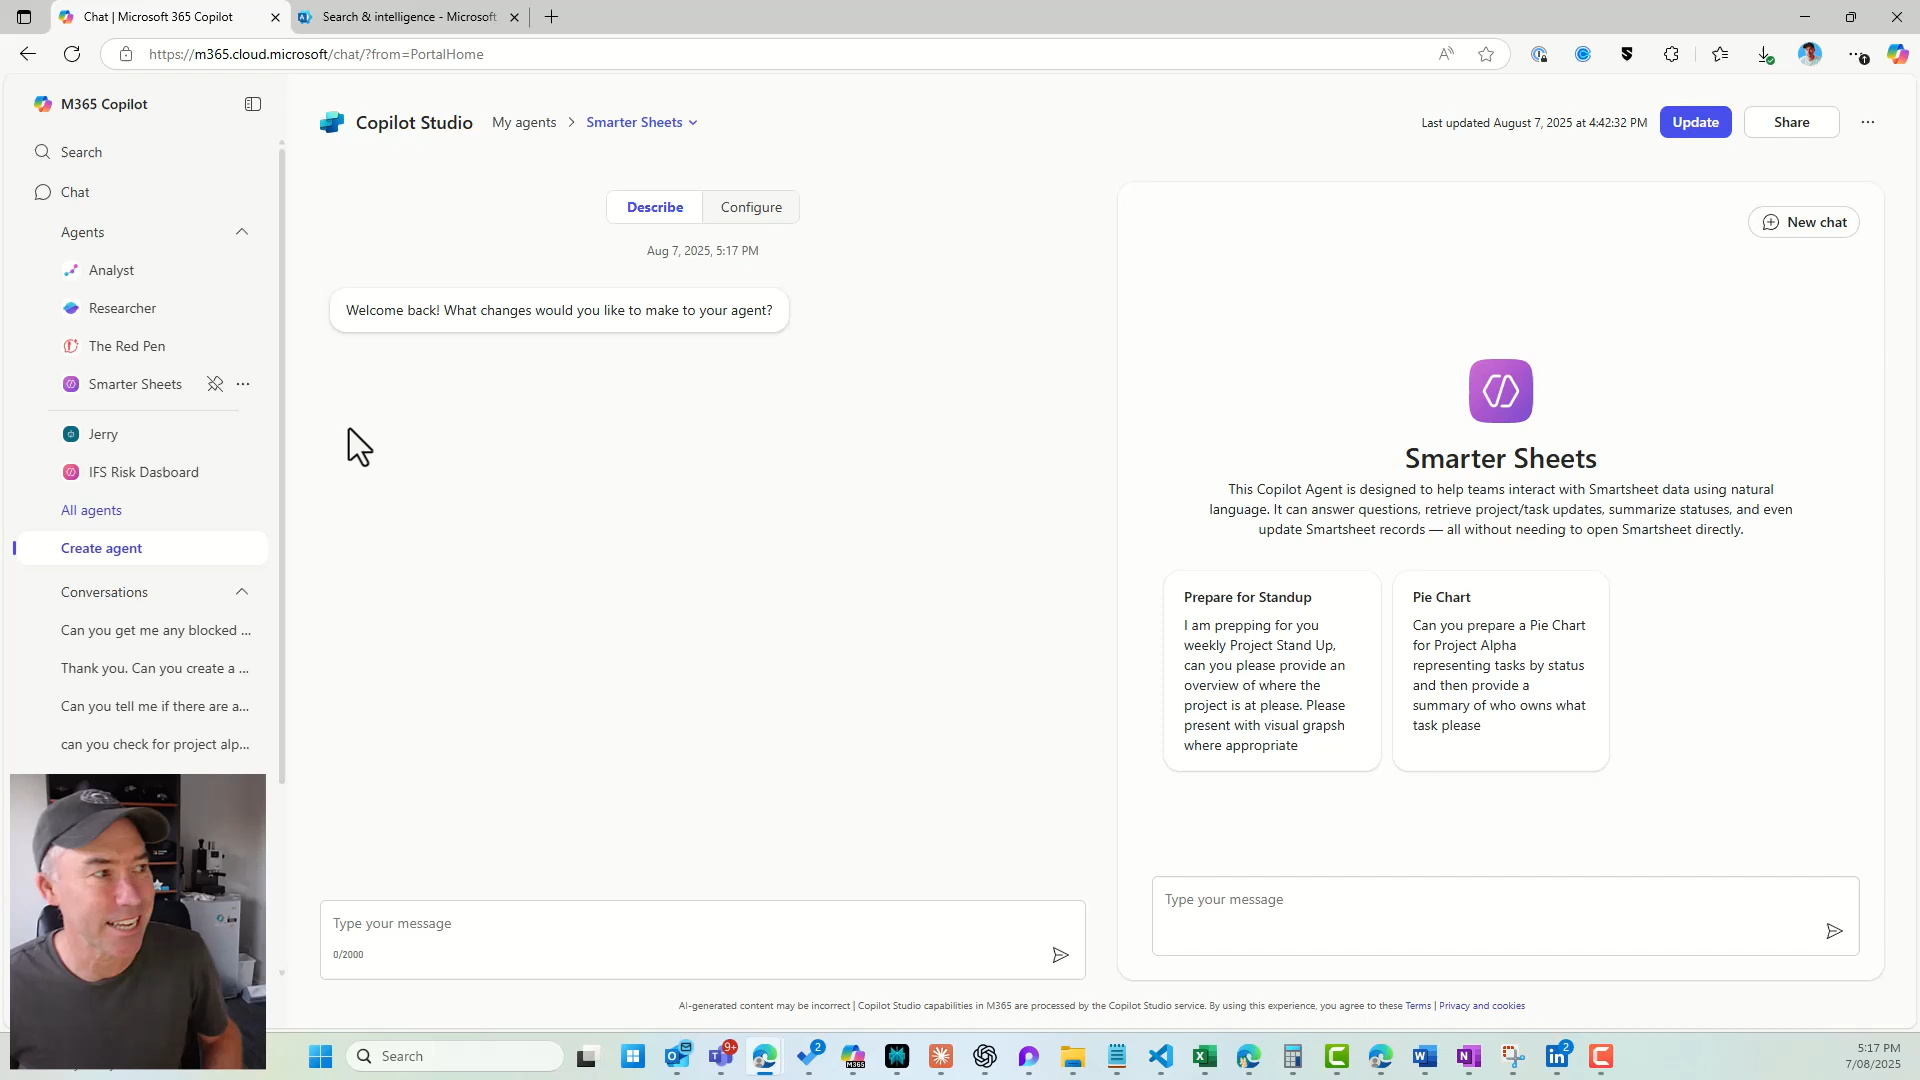 Chat | Microsoft 365 Copilot
Search & intelligence - Microsoft
https://m365.cloud.microsoft/chat/?from=PortalHome
M365 Copilot
Search
Chat
Agents
Analyst
Researcher
The Red Pen
Smarter Sheets
Jerry
IFS Risk Dasboard
All agents
Create agent
Conversations
Can you get me any blocked ...
Thank you. Can you create a ...
Can you tell me if there are a...
can you check for project alp...
Copilot Studio
My agents > Smarter Sheets
Last updated August 7, 2025 at 4:42:32 PM
Update
Share
Describe
Configure
Aug 7, 2025, 5:17 PM
Welcome back! What changes would you like to make to your agent?
Type your message
0/2000
New chat
Smarter Sheets
This Copilot Agent is designed to help teams interact with Smartsheet data using natural
language. It can answer questions, retrieve project/task updates, summarize statuses, and even
update Smartsheet records — all without needing to open Smartsheet directly.
Prepare for Standup
I am prepping for you
weekly Project Stand Up,
can you please provide an
overview of where the
project is at please. Please
present with visual grapsh
where appropriate
Pie Chart
Can you prepare a Pie Chart
for Project Alpha
representing tasks by status
and then provide a
summary of who owns what
task please
Type your message
AI-generated content may be incorrect | Copilot Studio capabilities in M365 are processed by the Copilot Studio service. By using this experience, you agree to these Terms | Privacy and cookies
Search
9+
2
M365
2
5:17 PM
7/08/2025